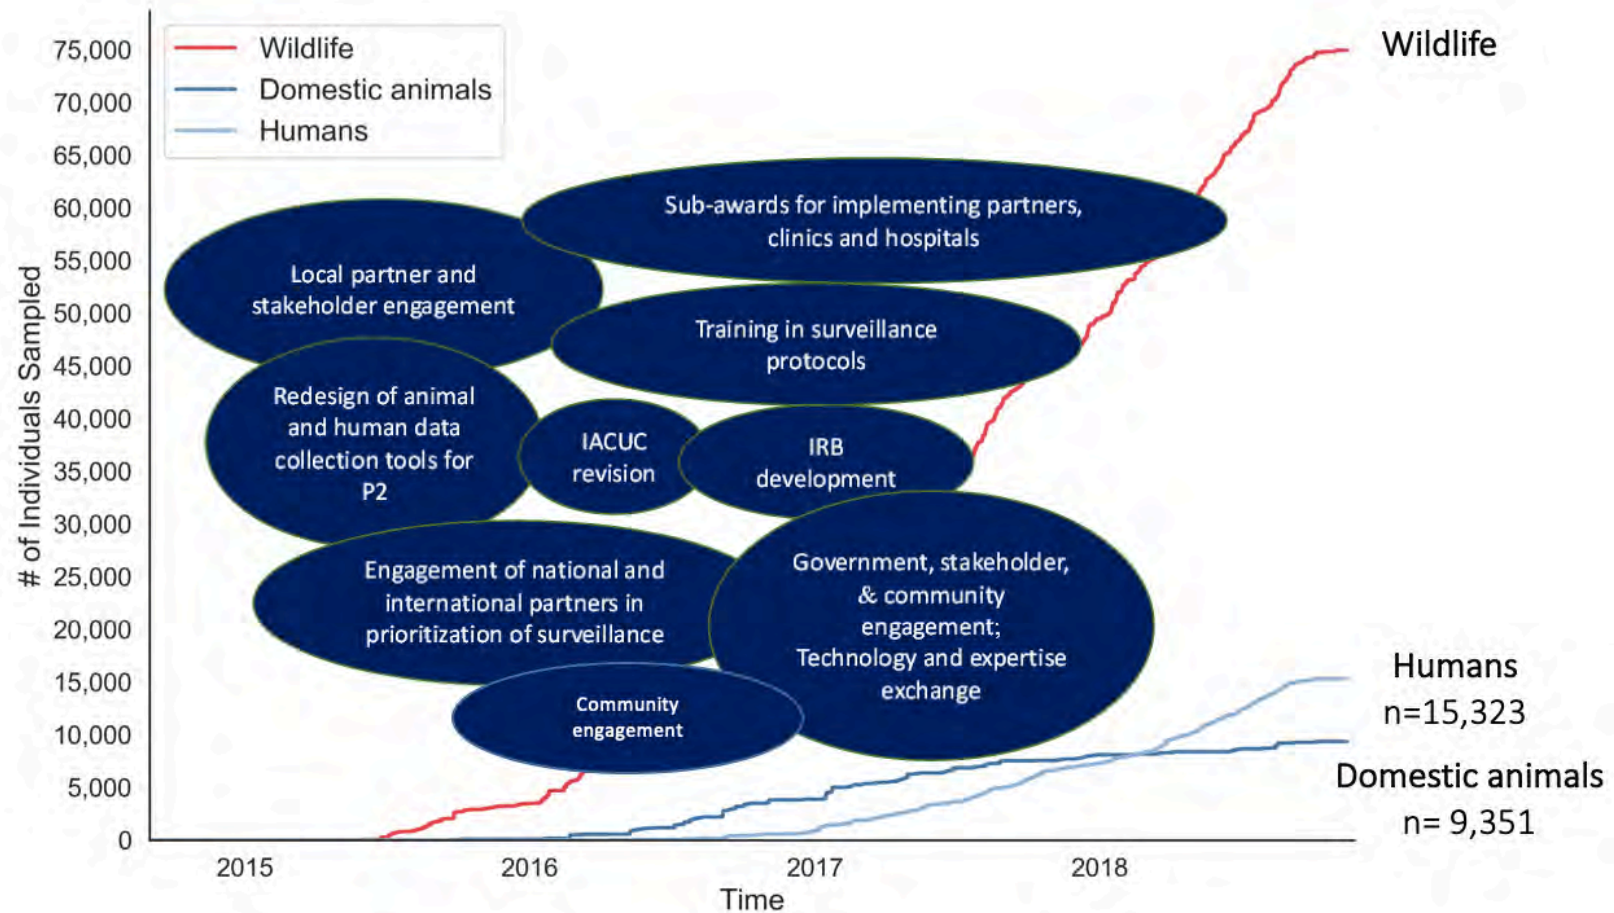 75,000
70,000
65,000
60,000
55,000
50,000
45,000
40,000
35,000
30,000
25,000
20,000
15,000
10,000
5,000
0
# of Individuals Sampled
Wildlife
Domestic animals
Humans
Wildlife
Sub-awards for implementing partners,
clinics and hospitals
Local partner and
stakeholder engagement
Training in surveillance
protocols
Redesign of animal
and human data
collection tools for
P2
IACUC
revision
IRB
development
Engagement of national and
international partners in
prioritization of surveillance
Government, stakeholder,
& community
engagement;
Technology and expertise
exchange
Community
engagement
Humans
n=15,323
Domestic animals
n= 9,351
2015
2016
2017
2018
Time